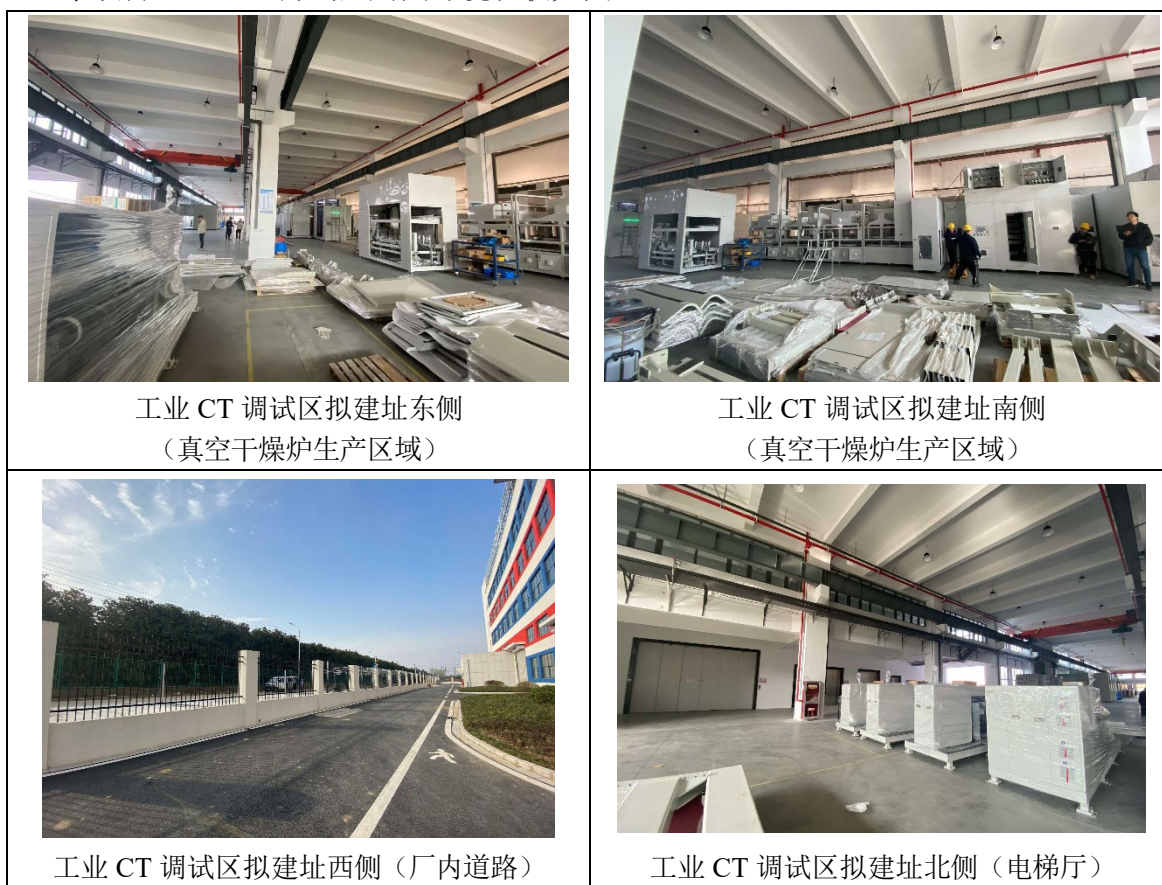 工业 CT 调试区拟建址东侧
（真空干燥炉生产区域）
工业 CT 调试区拟建址南侧
（真空干燥炉生产区域）
工业 CT 调试区拟建址西侧（厂内道路）
工业 CT 调试区拟建址北侧（电梯厅）